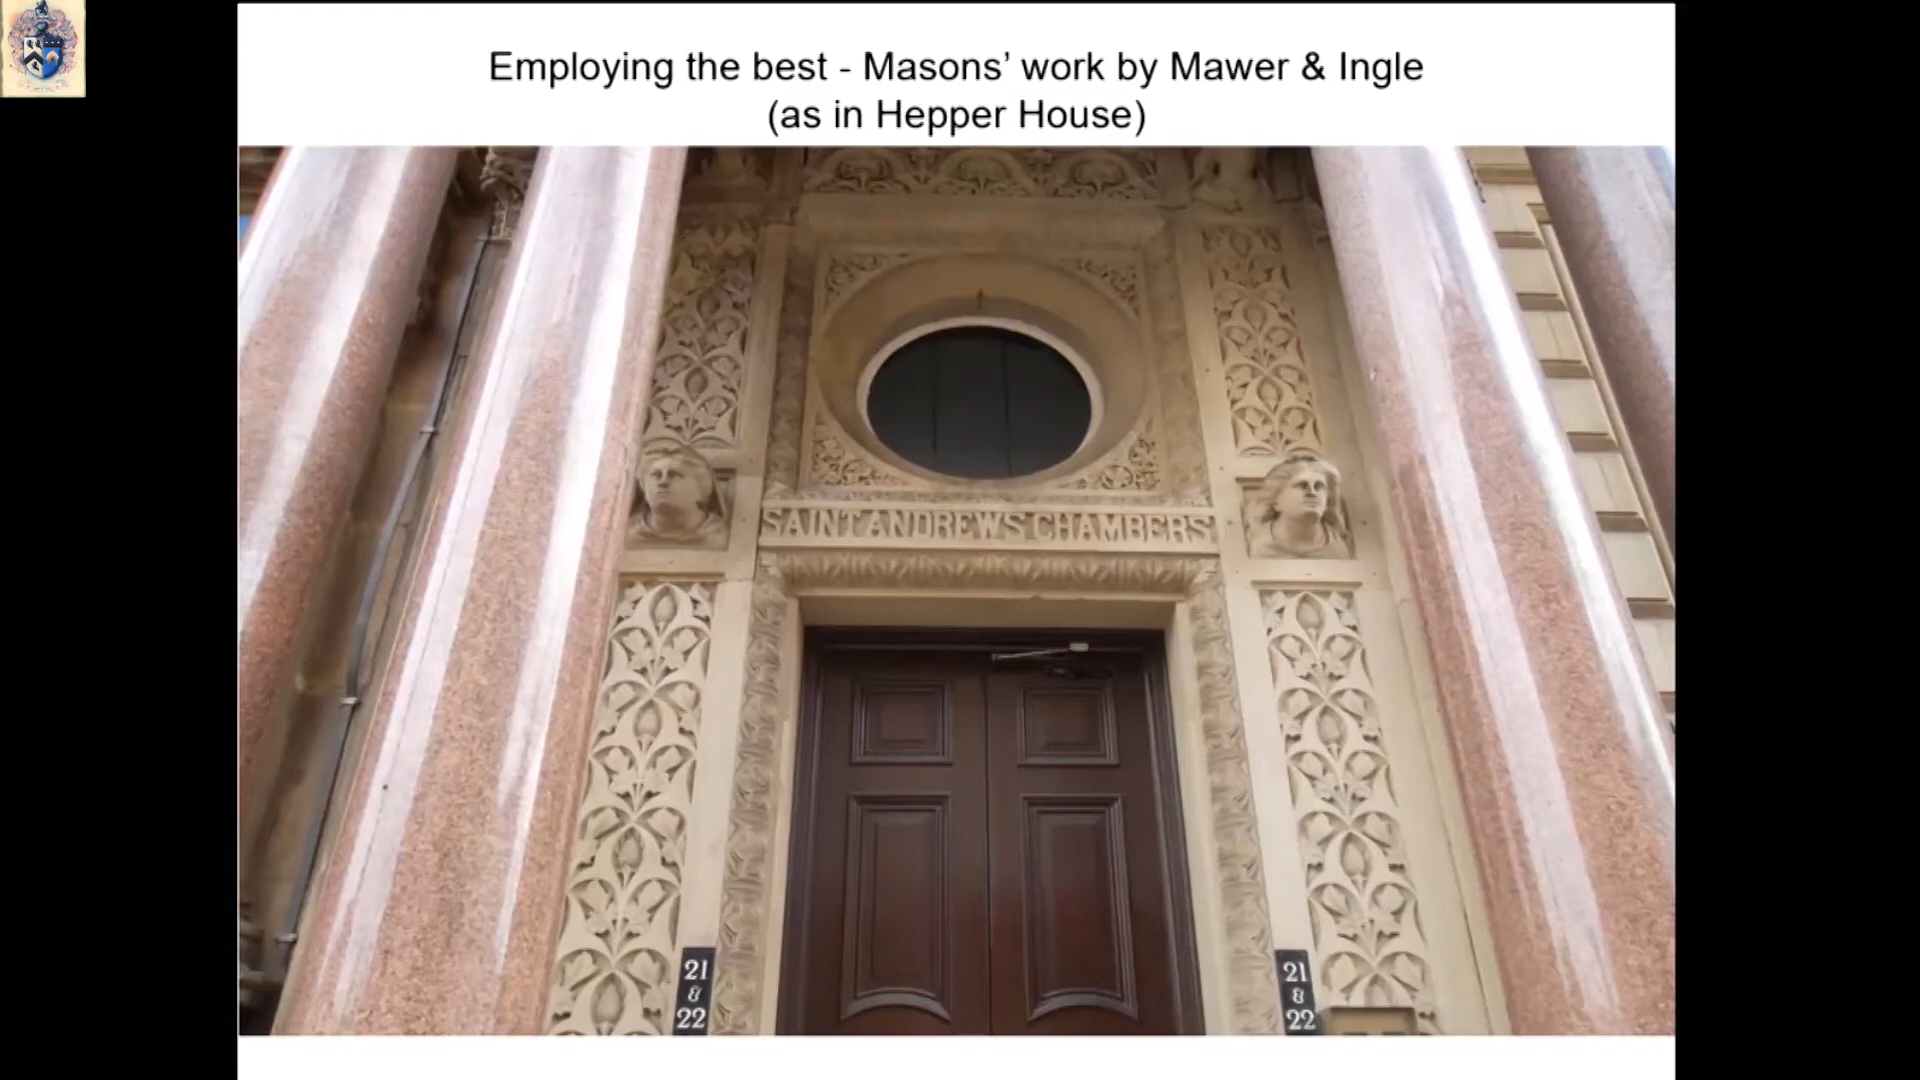 Employing the best - Masons’ work by Mawer & Ingle
(as in Hepper House)
SAINT ANDREWS CHAMBERS
21
&
22
21
&
22